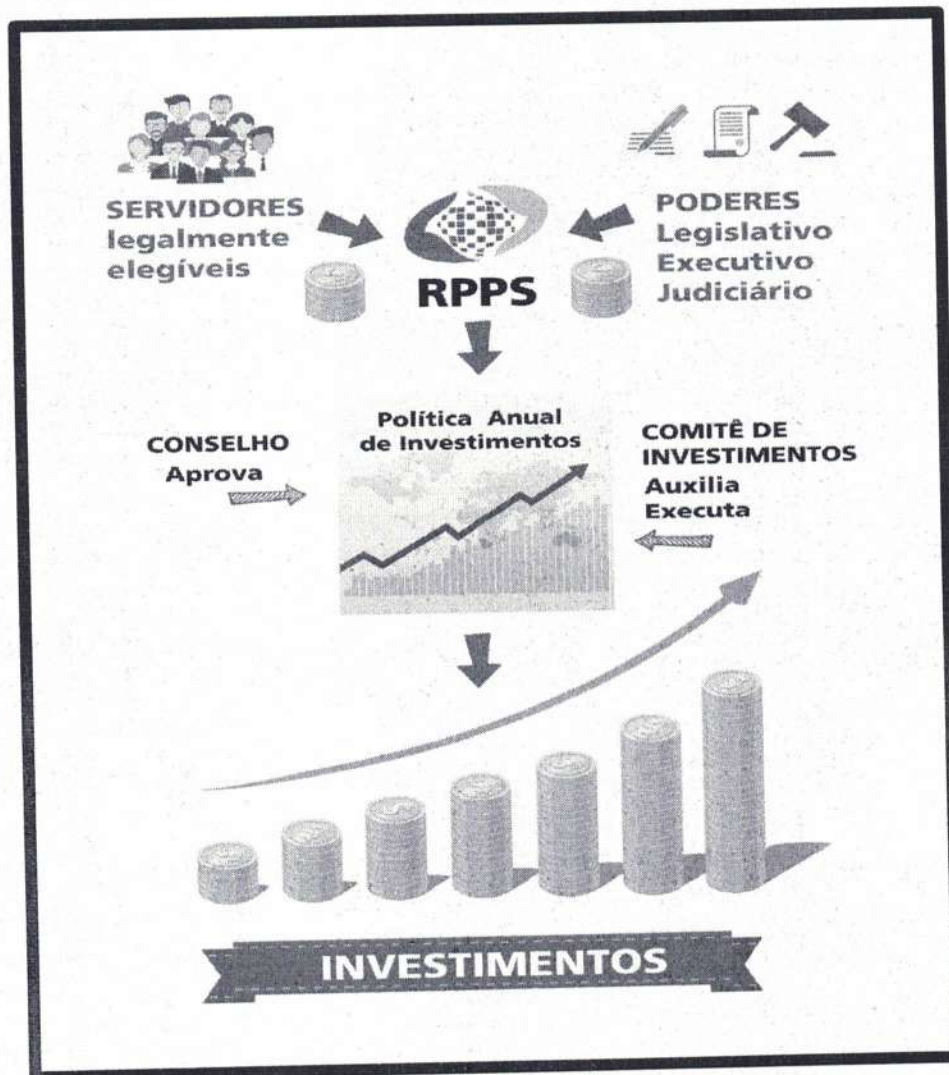 SERVIDORES
legalmente
elegíveis
RPPS
PODERES
Legislativo
Executivo
Judiciário
CONSELHO
Aprova
Política Anual
de Investimentos
COMITÊ DE
INVESTIMENTOS
Auxilia
Executa
INVESTIMENTOS